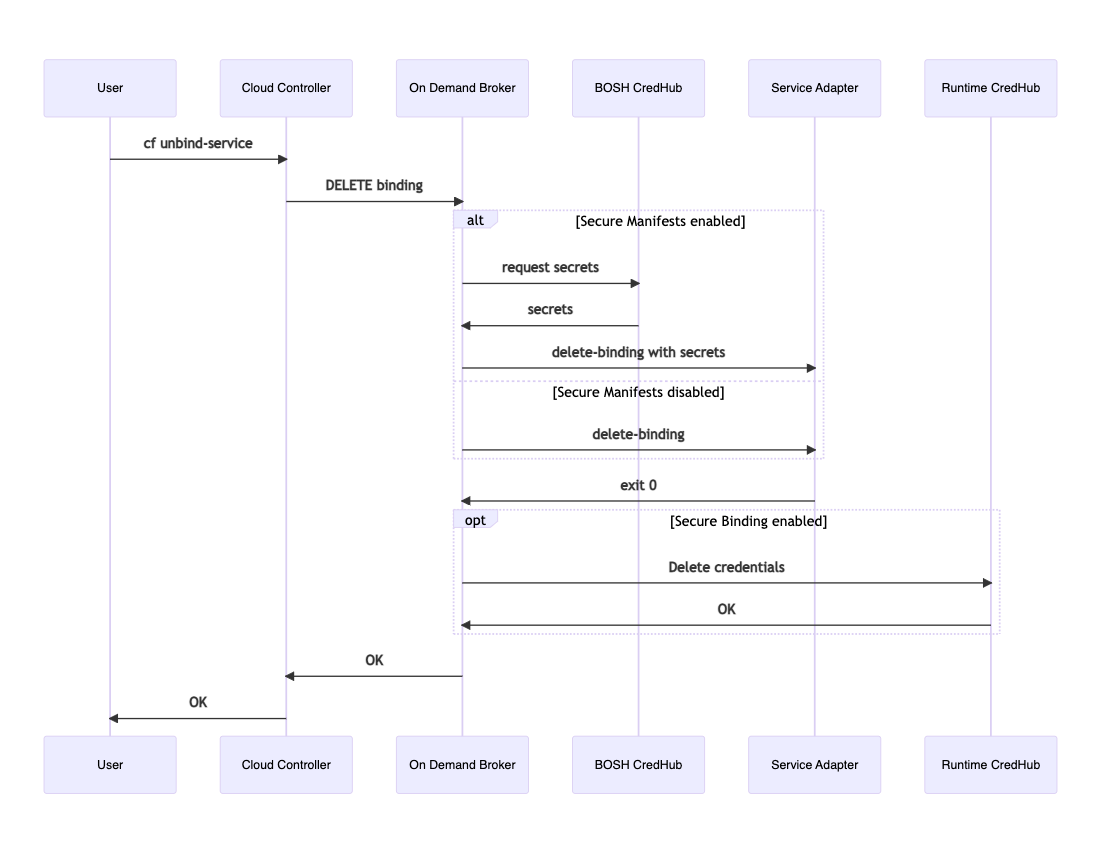 User
Cloud Controller
On Demand Broker
BOSH CredHub
Service Adapter
Runtime CredHub
cf unbind-service
DELETE binding
alt
[Secure Manifests enabled]
request secrets
secrets
delete-binding with secrets
[Secure Manifests disabled]
delete-binding
exit 0
opt
[Secure Binding enabled]
Delete credentials
OK
OK
OK
User
Cloud Controller
On Demand Broker
BOSH CredHub
Service Adapter
Runtime CredHub